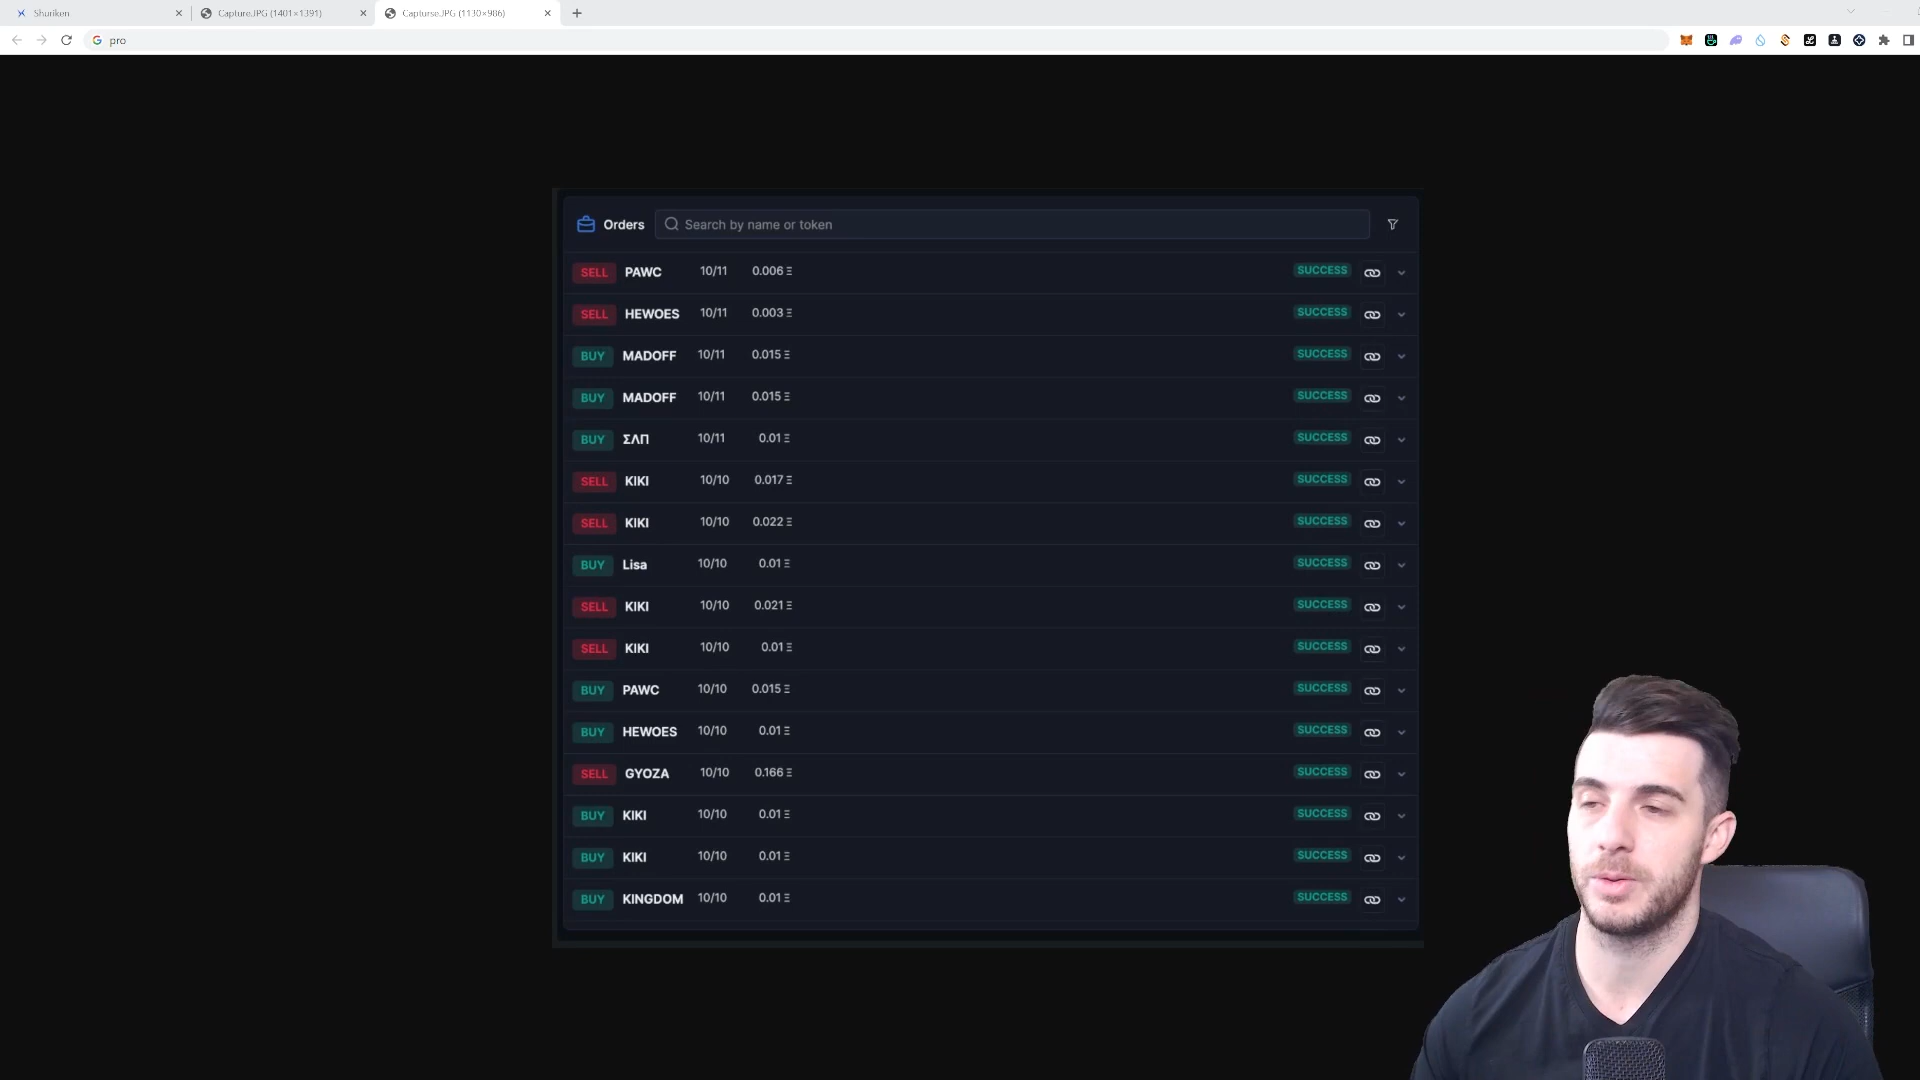 Shuriken
Capture.JPG (1401×1391)
Capturse.JPG (1130×986)
pro
Orders
Search by name or token
SELL PAWC 10/11 0.006 Ξ SUCCESS
SELL HEWOES 10/11 0.003 Ξ SUCCESS
BUY MADOFF 10/11 0.015 Ξ SUCCESS
BUY MADOFF 10/11 0.015 Ξ SUCCESS
BUY ΣΛΠ 10/11 0.01 Ξ SUCCESS
SELL KIKI 10/10 0.017 Ξ SUCCESS
SELL KIKI 10/10 0.022 Ξ SUCCESS
BUY Lisa 10/10 0.01 Ξ SUCCESS
SELL KIKI 10/10 0.021 Ξ SUCCESS
SELL KIKI 10/10 0.01 Ξ SUCCESS
BUY PAWC 10/10 0.015 Ξ SUCCESS
BUY HEWOES 10/10 0.01 Ξ SUCCESS
SELL GYOZA 10/10 0.166 Ξ SUCCESS
BUY KIKI 10/10 0.01 Ξ SUCCESS
BUY KIKI 10/10 0.01 Ξ SUCCESS
BUY KINGDOM 10/10 0.01 Ξ SUCCESS